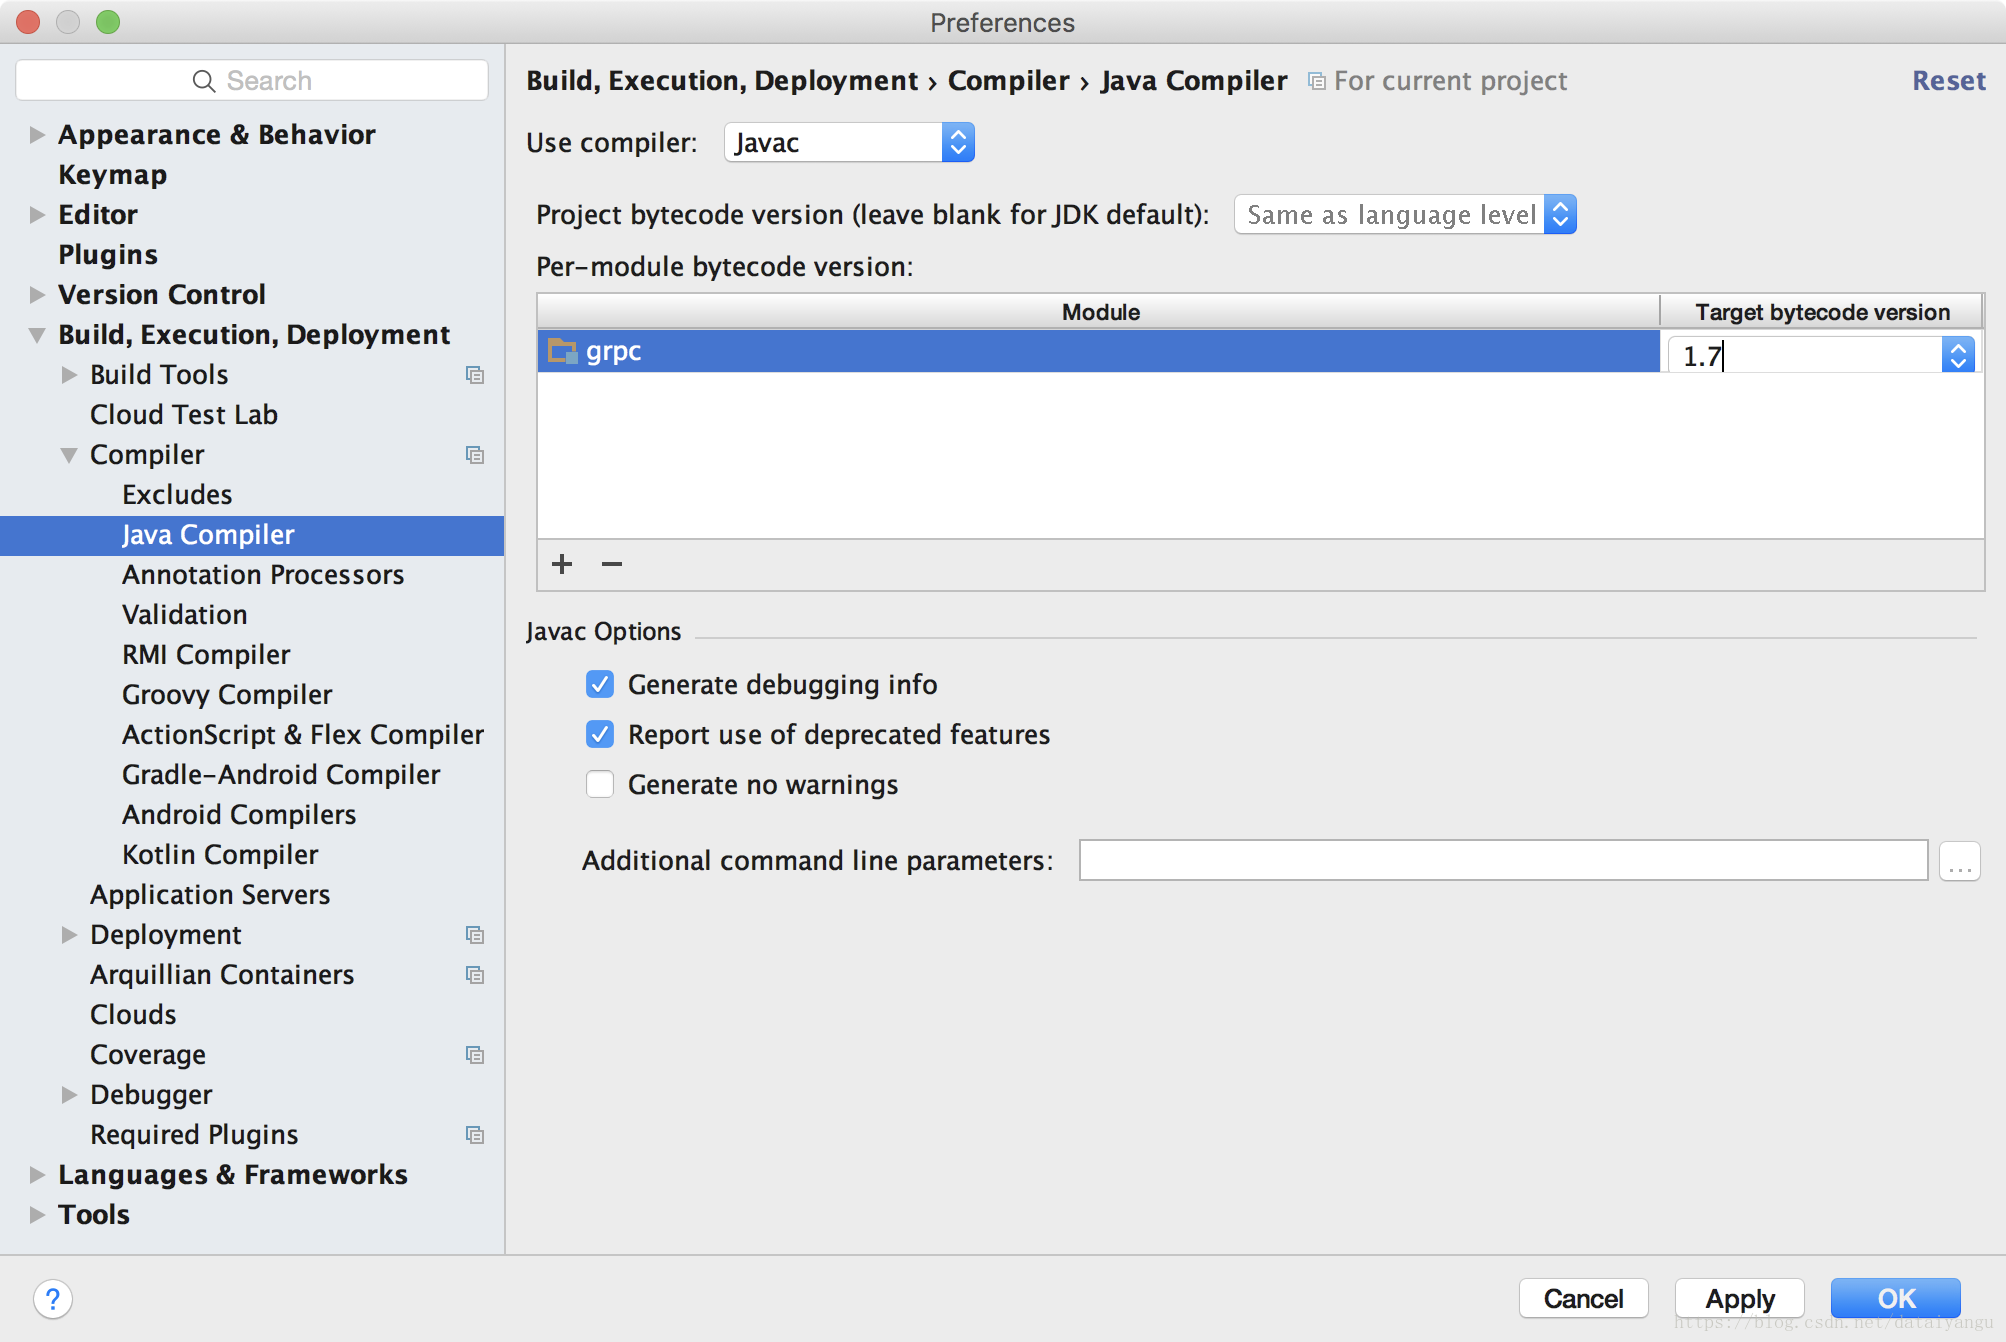 Preferences
Search
Appearance & Behavior
Keymap
Editor
Plugins
Version Control
Build, Execution, Deployment
Build Tools
Cloud Test Lab
Compiler
Excludes
Java Compiler
Annotation Processors
Validation
RMI Compiler
Groovy Compiler
ActionScript & Flex Compiler
Gradle-Android Compiler
Android Compilers
Kotlin Compiler
Application Servers
Deployment
Arquillian Containers
Clouds
Coverage
Debugger
Required Plugins
Languages & Frameworks
Tools
Build, Execution, Deployment › Compiler › Java Compiler For current project Reset
Use compiler: Javac
Project bytecode version (leave blank for JDK default): Same as language level
Per-module bytecode version:
Module Target bytecode version
grpc 1.7
+ −
Javac Options
Generate debugging info
Report use of deprecated features
Generate no warnings
Additional command line parameters: ...
? Cancel Apply OK
https://blog.csdn.net/dataiyangu